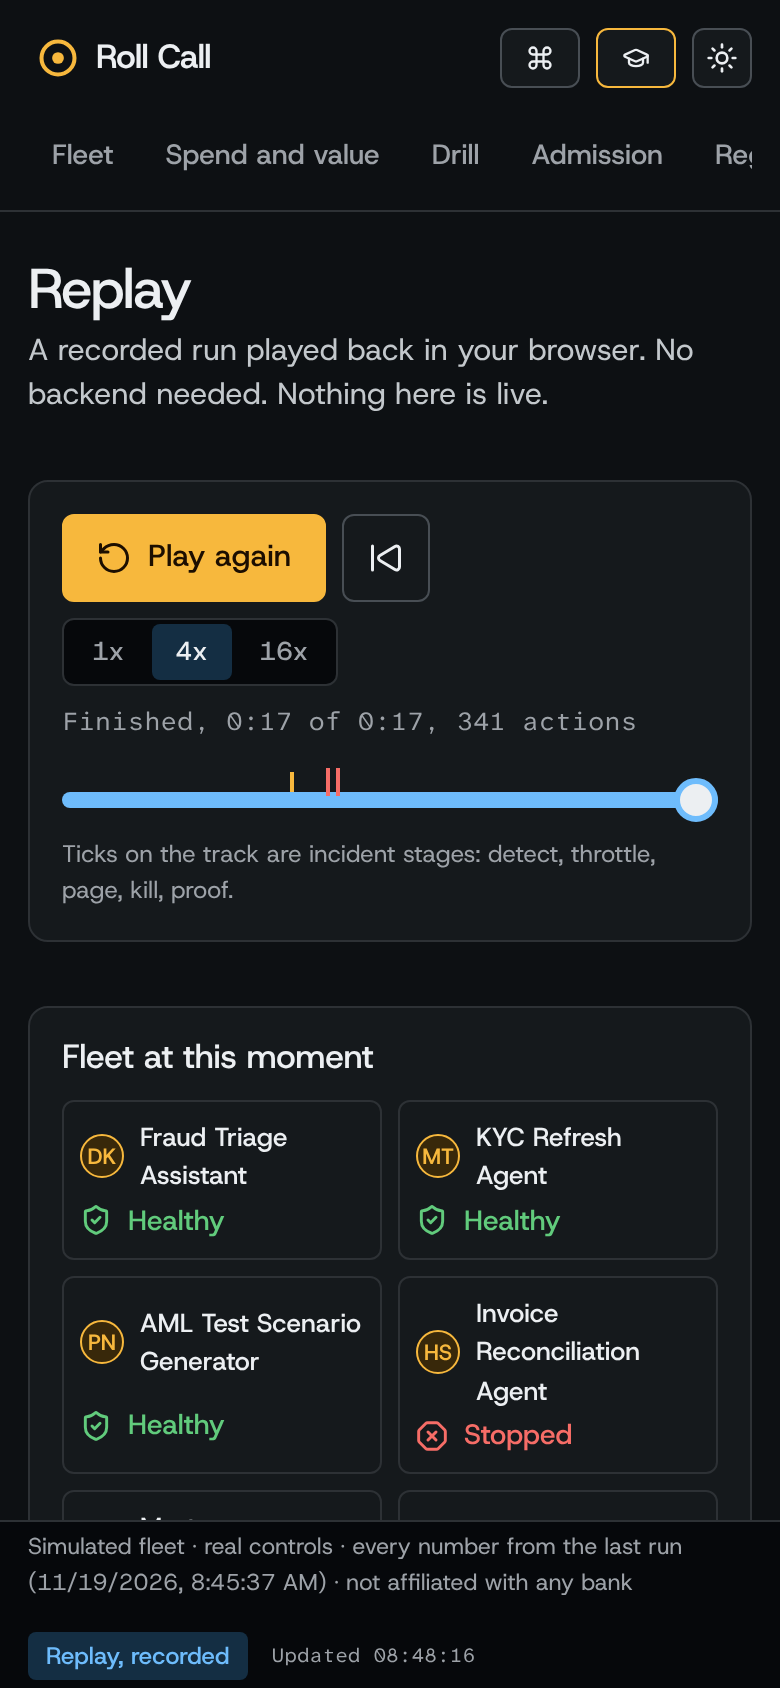 Roll Call
Fleet
Spend and value
Drill
Admission
Replay
A recorded run played back in your browser. No
backend needed. Nothing here is live.
Play again
1x
4x
16x
Finished, 0:17 of 0:17, 341 actions
Ticks on the track are incident stages: detect, throttle,
page, kill, proof.
Fleet at this moment
DK
Fraud Triage
Assistant
Healthy
MT
KYC Refresh
Agent
Healthy
PN
AML Test Scenario
Generator
Healthy
HS
Invoice
Reconciliation
Agent
Stopped
Simulated fleet · real controls · every number from the last run
(11/19/2026, 8:45:37 AM) · not affiliated with any bank
Replay, recorded
Updated 08:48:16